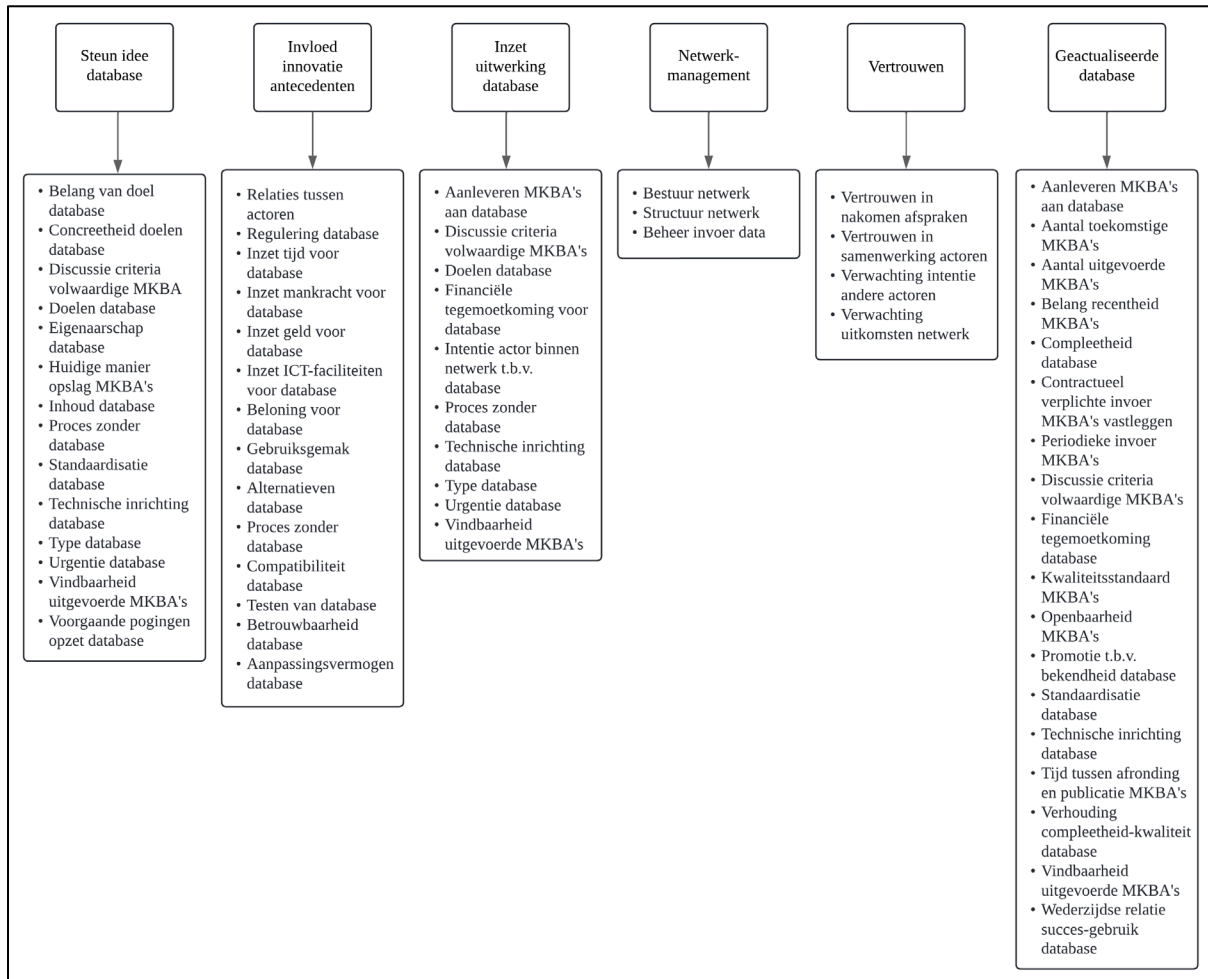 Steun idee
database
• Belang van doel
database
• Concreetheid doelen
database
• Discussie criteria
volwaardige MKBA
• Doelen database
• Eigenaarschap
database
• Huidige manier
opslag MKBA's
• Inhoud database
• Proces zonder
database
• Standaardisatie
database
• Technische inrichting
database
• Type database
• Urgentie database
• Vindbaarheid
uitgevoerde MKBA's
• Voorgaande pogingen
opzet database
Invloed
innovatie
antecedenten
• Relaties tussen
actoren
• Regulering database
• Inzet tijd voor
database
• Inzet mankracht voor
database
• Inzet geld voor
database
• Inzet ICT-faciliteiten
voor database
• Beloning voor
database
• Gebruiksgemak
database
• Alternatieven
database
• Proces zonder
database
• Compatibiliteit
database
• Testen van database
• Betrouwbaarheid
database
• Aanpassingsvermogen
database
Inzet
uitwerking
database
• Aanleveren MKBA's
aan database
• Discussie criteria
volwaardige MKBA's
• Doelen database
• Financiële
tegemoetkoming voor
database
• Intentie actor binnen
netwerk t.b.v.
database
• Proces zonder
database
• Technische inrichting
database
• Type database
• Urgentie database
• Vindbaarheid
uitgevoerde MKBA's
Netwerk-
management
• Bestuur netwerk
• Structuur netwerk
• Beheer invoer data
Vertrouwen
• Vertrouwen in
nakomen afspraken
• Vertrouwen in
samenwerking actoren
• Verwachting intentie
andere actoren
• Verwachting
uitkomsten netwerk
Geactualiseerde
database
• Aanleveren MKBA's
aan database
• Aantal toekomstige
MKBA's
• Aantal uitgevoerde
MKBA's
• Belang recentheid
MKBA's
• Compleetheid
database
• Contractueel
verplichte invoer
MKBA's vastleggen
• Periodieke invoer
MKBA's
• Discussie criteria
volwaardige MKBA's
• Financiële
tegemoetkoming
database
• Kwaliteitsstandaard
MKBA's
• Openbaarheid
MKBA's
• Promotie t.b.v.
bekendheid database
• Standaardisatie
database
• Technische inrichting
database
• Tijd tussen afronding
en publicatie MKBA's
• Verhouding
compleetheid-kwaliteit
database
• Vindbaarheid
uitgevoerde MKBA's
• Wederzijdse relatie
succes-gebruik
database